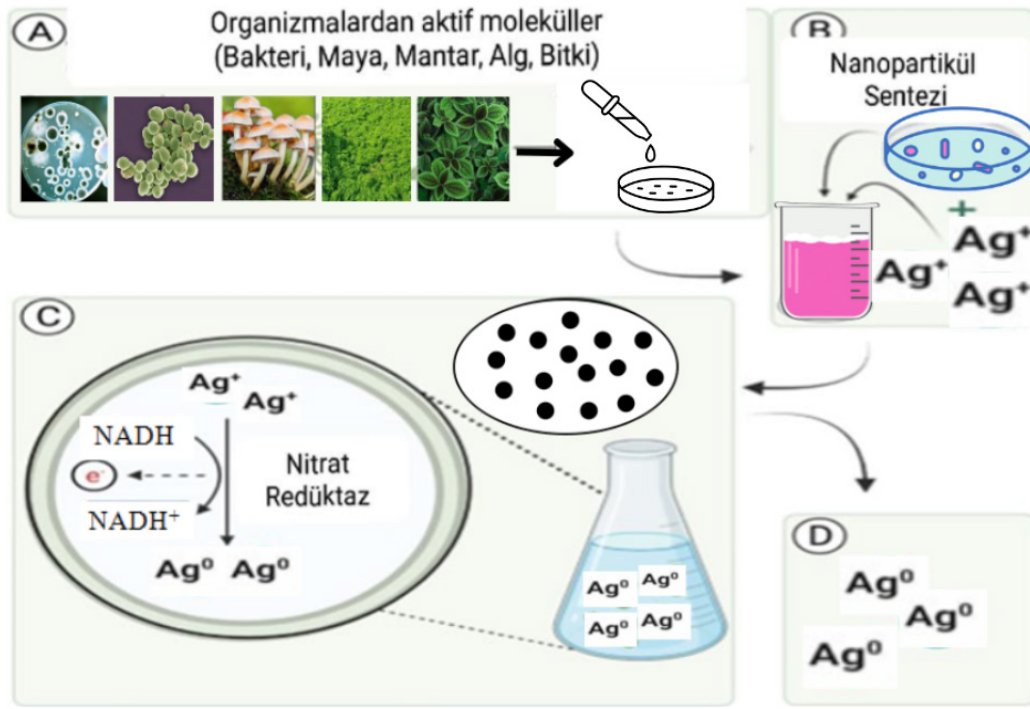 A
Organizmalardan aktif moleküller
(Bakteri, Maya, Mantar, Alg, Bitki)
B
Nanopartikül
Sentezi
+
Ag⁺
Ag⁺
Ag⁺
C
Ag⁺
Ag⁺
NADH
e⁻
NADH⁺
Nitrat
Redüktaz
Ag⁰ Ag⁰
Ag⁰ Ag⁰
Ag⁰ Ag⁰
D
Ag⁰
Ag⁰
Ag⁰